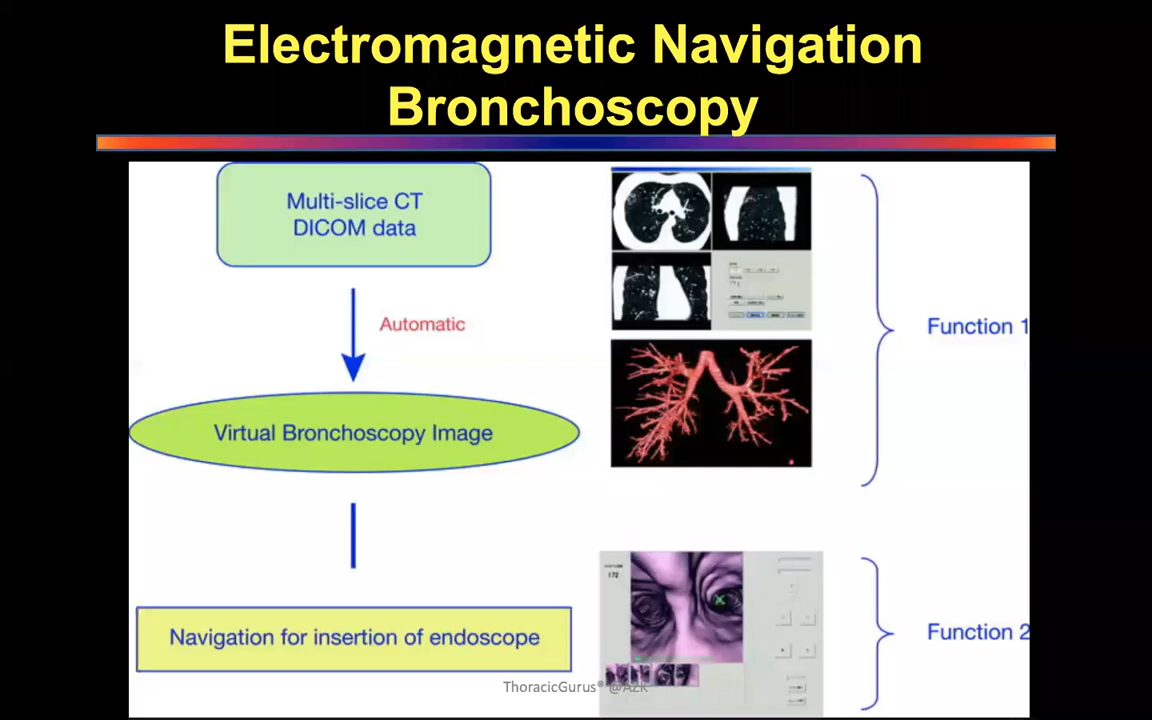 Electromagnetic Navigation
Bronchoscopy
Multi-slice CT
DICOM data
Automatic
Function 1
Virtual Bronchoscopy Image
172
Navigation for insertion of endoscope
Function 2
ThoracicGurus® @AZK